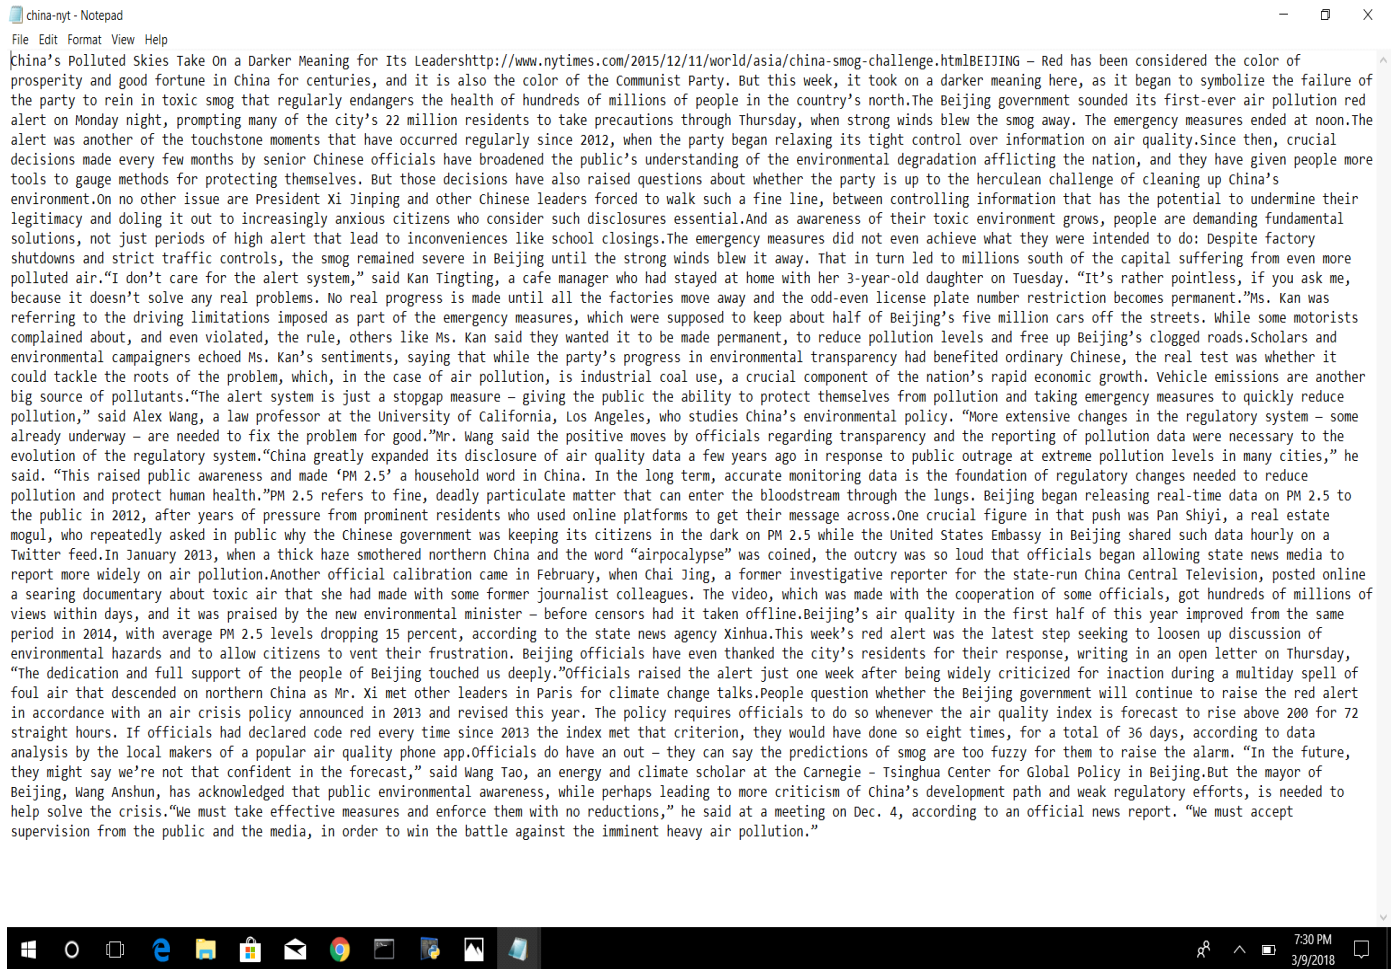 china-nyt - Notepad
File Edit Format View Help
China’s Polluted Skies Take On a Darker Meaning for Its Leadershttp://www.nytimes.com/2015/12/11/world/asia/china-smog-challenge.htmlBEIJING — Red has been considered the color of
prosperity and good fortune in China for centuries, and it is also the color of the Communist Party. But this week, it took on a darker meaning here, as it began to symbolize the failure of
the party to rein in toxic smog that regularly endangers the health of hundreds of millions of people in the country’s north.The Beijing government sounded its first-ever air pollution red
alert on Monday night, prompting many of the city’s 22 million residents to take precautions through Thursday, when strong winds blew the smog away. The emergency measures ended at noon.The
alert was another of the touchstone moments that have occurred regularly since 2012, when the party began relaxing its tight control over information on air quality.Since then, crucial
decisions made every few months by senior Chinese officials have broadened the public’s understanding of the environmental degradation afflicting the nation, and they have given people more
tools to gauge methods for protecting themselves. But those decisions have also raised questions about whether the party is up to the herculean challenge of cleaning up China’s
environment.On no other issue are President Xi Jinping and other Chinese leaders forced to walk such a fine line, between controlling information that has the potential to undermine their
legitimacy and doling it out to increasingly anxious citizens who consider such disclosures essential.And as awareness of their toxic environment grows, people are demanding fundamental
solutions, not just periods of high alert that lead to inconveniences like school closings.The emergency measures did not even achieve what they were intended to do: Despite factory
shutdowns and strict traffic controls, the smog remained severe in Beijing until the strong winds blew it away. That in turn led to millions south of the capital suffering from even more
polluted air.“I don’t care for the alert system,” said Kan Tingting, a cafe manager who had stayed at home with her 3-year-old daughter on Tuesday. “It’s rather pointless, if you ask me,
because it doesn’t solve any real problems. No real progress is made until all the factories move away and the odd-even license plate number restriction becomes permanent.”Ms. Kan was
referring to the driving limitations imposed as part of the emergency measures, which were supposed to keep about half of Beijing’s five million cars off the streets. While some motorists
complained about, and even violated, the rule, others like Ms. Kan said they wanted it to be made permanent, to reduce pollution levels and free up Beijing’s clogged roads.Scholars and
environmental campaigners echoed Ms. Kan’s sentiments, saying that while the party’s progress in environmental transparency had benefited ordinary Chinese, the real test was whether it
could tackle the roots of the problem, which, in the case of air pollution, is industrial coal use, a crucial component of the nation’s rapid economic growth. Vehicle emissions are another
big source of pollutants.“The alert system is just a stopgap measure — giving the public the ability to protect themselves from pollution and taking emergency measures to quickly reduce
pollution,” said Alex Wang, a law professor at the University of California, Los Angeles, who studies China’s environmental policy. “More extensive changes in the regulatory system — some
already underway — are needed to fix the problem for good.”Mr. Wang said the positive moves by officials regarding transparency and the reporting of pollution data were necessary to the
evolution of the regulatory system.“China greatly expanded its disclosure of air quality data a few years ago in response to public outrage at extreme pollution levels in many cities,” he
said. “This raised public awareness and made ‘PM 2.5’ a household word in China. In the long term, accurate monitoring data is the foundation of regulatory changes needed to reduce
pollution and protect human health.”PM 2.5 refers to fine, deadly particulate matter that can enter the bloodstream through the lungs. Beijing began releasing real-time data on PM 2.5 to
the public in 2012, after years of pressure from prominent residents who used online platforms to get their message across.One crucial figure in that push was Pan Shiyi, a real estate
mogul, who repeatedly asked in public why the Chinese government was keeping its citizens in the dark on PM 2.5 while the United States Embassy in Beijing shared such data hourly on a
Twitter feed.In January 2013, when a thick haze smothered northern China and the word “airpocalypse” was coined, the outcry was so loud that officials began allowing state news media to
report more widely on air pollution.Another official calibration came in February, when Chai Jing, a former investigative reporter for the state-run China Central Television, posted online
a searing documentary about toxic air that she had made with some former journalist colleagues. The video, which was made with the cooperation of some officials, got hundreds of millions of
views within days, and it was praised by the new environmental minister — before censors had it taken offline.Beijing’s air quality in the first half of this year improved from the same
period in 2014, with average PM 2.5 levels dropping 15 percent, according to the state news agency Xinhua.This week’s red alert was the latest step seeking to loosen up discussion of
environmental hazards and to allow citizens to vent their frustration. Beijing officials have even thanked the city’s residents for their response, writing in an open letter on Thursday,
“The dedication and full support of the people of Beijing touched us deeply.”Officials raised the alert just one week after being widely criticized for inaction during a multiday spell of
foul air that descended on northern China as Mr. Xi met other leaders in Paris for climate change talks.People question whether the Beijing government will continue to raise the red alert
in accordance with an air crisis policy announced in 2013 and revised this year. The policy requires officials to do so whenever the air quality index is forecast to rise above 200 for 72
straight hours. If officials had declared code red every time since 2013 the index met that criterion, they would have done so eight times, for a total of 36 days, according to data
analysis by the local makers of a popular air quality phone app.Officials do have an out — they can say the predictions of smog are too fuzzy for them to raise the alarm. “In the future,
they might say we’re not that confident in the forecast,” said Wang Tao, an energy and climate scholar at the Carnegie - Tsinghua Center for Global Policy in Beijing.But the mayor of
Beijing, Wang Anshun, has acknowledged that public environmental awareness, while perhaps leading to more criticism of China’s development path and weak regulatory efforts, is needed to
help solve the crisis.“We must take effective measures and enforce them with no reductions,” he said at a meeting on Dec. 4, according to an official news report. “We must accept
supervision from the public and the media, in order to win the battle against the imminent heavy air pollution.”
7:30 PM
3/9/2018